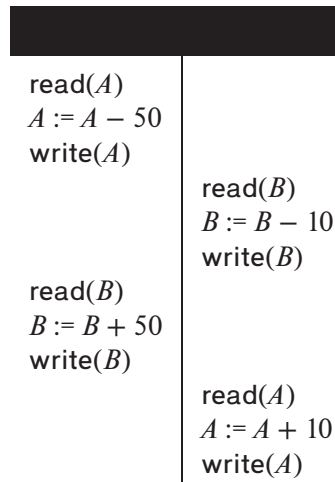 read(A)
A := A − 50
write(A)
read(B)
B := B − 10
write(B)
read(B)
B := B + 50
write(B)
read(A)
A := A + 10
write(A)